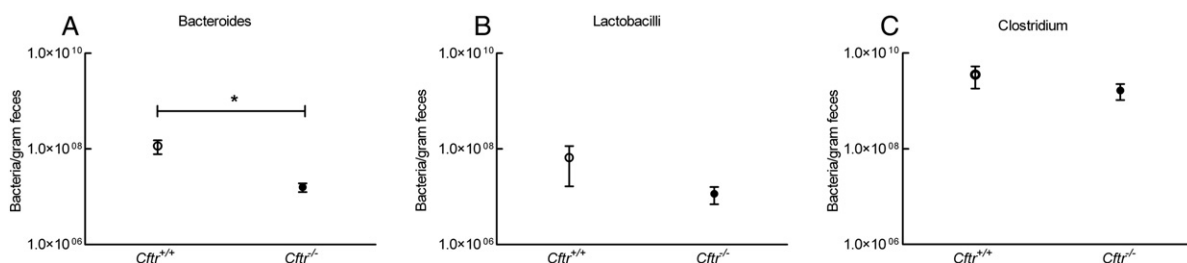 A
Bacteroides
Bacteria/gram feces
1.0×10^10
1.0×10^08
1.0×10^06
*
Cftr^+/+
Cftr^-/-
B
Lactobacilli
Bacteria/gram feces
1.0×10^10
1.0×10^08
1.0×10^06
Cftr^+/+
Cftr^-/-
C
Clostridium
Bacteria/gram feces
1.0×10^10
1.0×10^08
1.0×10^06
Cftr^+/+
Cftr^-/-